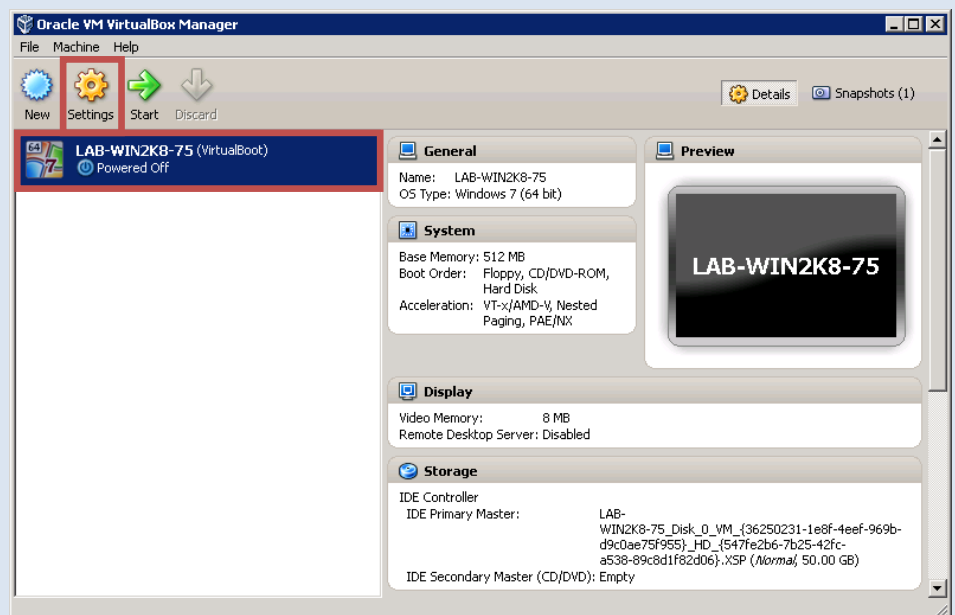 Oracle VM VirtualBox Manager
File Machine Help
New Settings Start Discard
Details Snapshots (1)
64
7
LAB-WIN2K8-75 (VirtualBoot)
Powered Off
General
Name: LAB-WIN2K8-75
OS Type: Windows 7 (64 bit)
System
Base Memory: 512 MB
Boot Order: Floppy, CD/DVD-ROM,
Hard Disk
Acceleration: VT-x/AMD-V, Nested
Paging, PAE/NX
Preview
LAB-WIN2K8-75
Display
Video Memory: 8 MB
Remote Desktop Server: Disabled
Storage
IDE Controller
IDE Primary Master: LAB-
WIN2K8-75_Disk_0_VM_{36250231-1e8f-4eef-969b-
d9c0ae75f955}_HD_{547fe2b6-7b25-42fc-
a538-89c8d1f82d06}.XSP (Normal, 50.00 GB)
IDE Secondary Master (CD/DVD): Empty